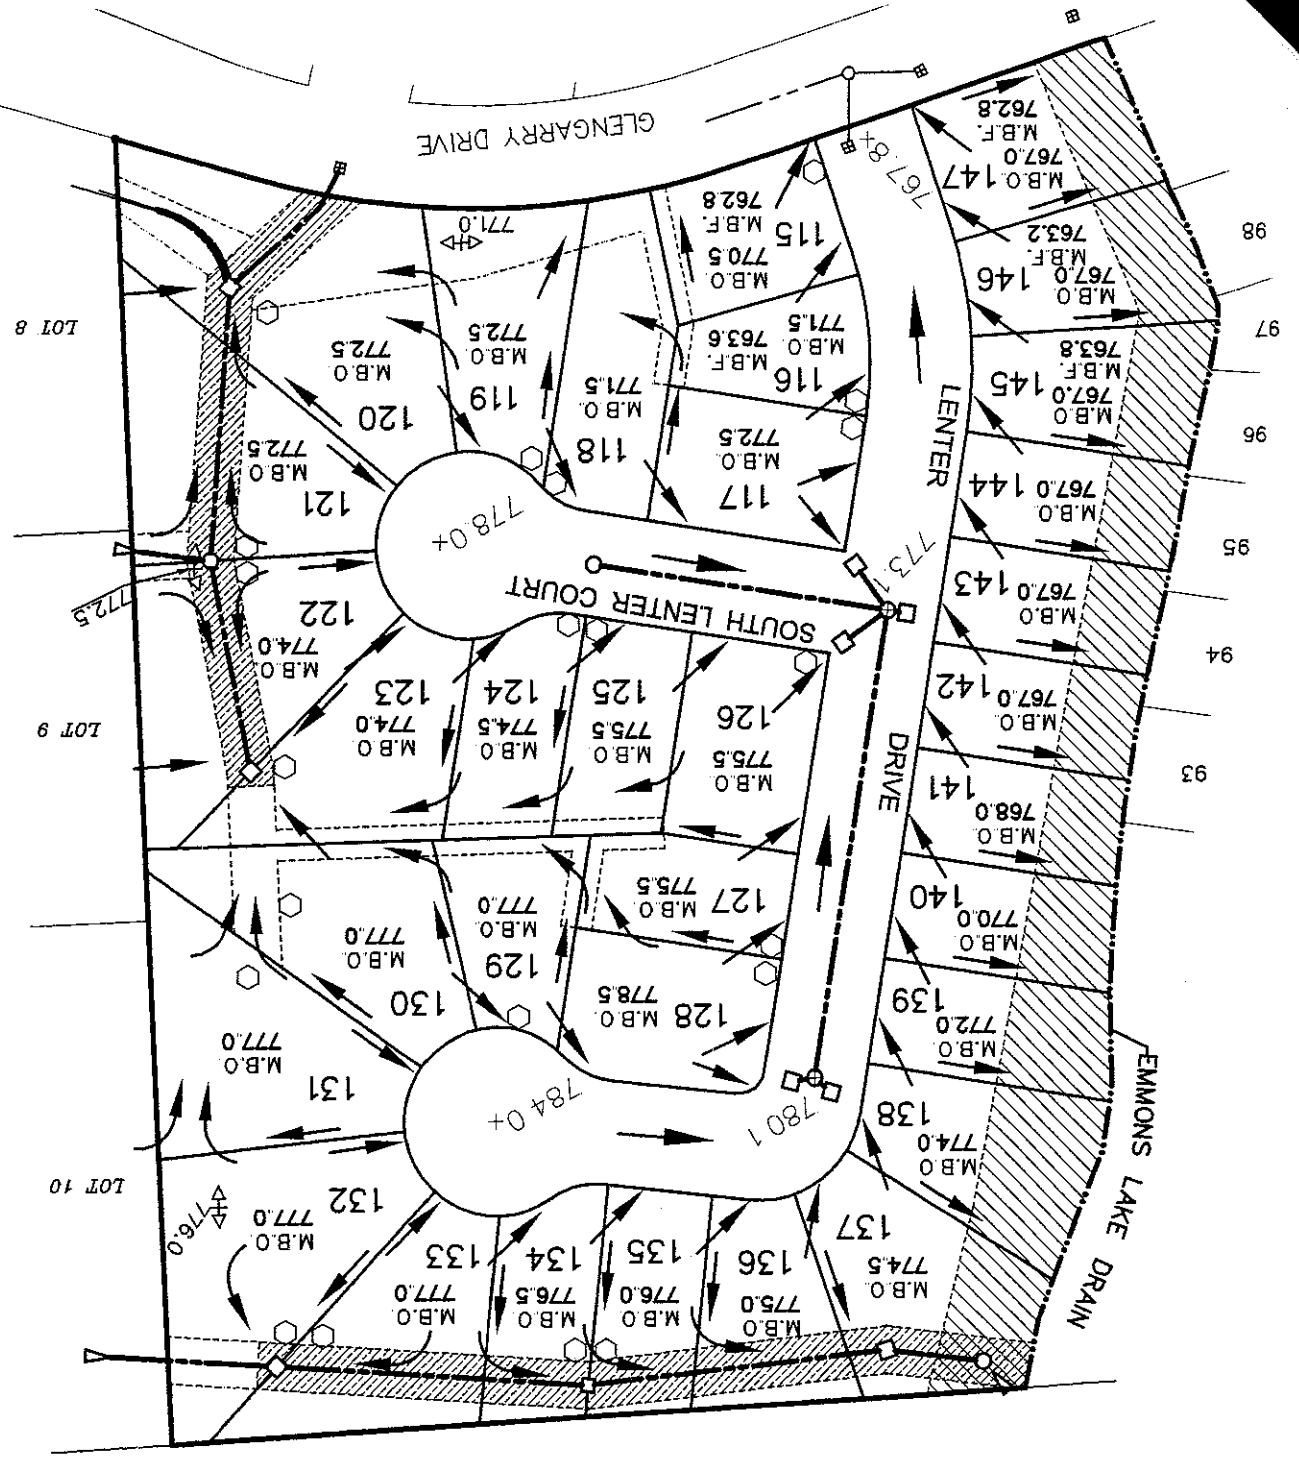 M.B.O.
775.0
136
M.B.O.
776.0
135
M.B.O.
776.5
134
M.B.O.
777.0
133
M.B.O
774.5
137
M.B.O.
777.0
132
776.0
LOT 10
EMMONS LAKE DRAIN
M.B.O
774.0
138
780.1
784.0+
131
M.B.O.
777.0
M.B.O.
772.0
139
128
M.B.O.
778.5
130
M.B.O.
777.0
129
M.B.O.
777.0
M.B.O.
770.0
140
127
M.B.O.
775.5
M.B.O.
768.0
141
93
M.B.O.
775.5
126
M.B.O.
775.5
125
M.B.O.
774.5
124
M.B.O.
774.0
123
LOT 9
DRIVE
M.B.O.
767.0
142
94
M.B.O.
774.0
122
772.5
SOUTH LENTER COURT
M.B.O.
767.0
143
95
773.1
778.0+
M.B.O.
767.0
144
96
LENTER
117
M.B.O.
772.5
118
M.B.O.
771.5
119
M.B.O.
772.5
120
M.B.O.
772.5
121
M.B.O.
772.5
LOT 8
M.B.O.
767.0
145
M.B.F.
763.8
97
116
M.B.O.
771.5
M.B.F.
763.6
M.B.O.
767.0
146
M.B.F.
763.2
98
115
M.B.O.
770.5
M.B.F.
762.8
771.0
M.B.O.
767.0
147
M.B.F.
762.8
767.8x
GLENGARRY DRIVE